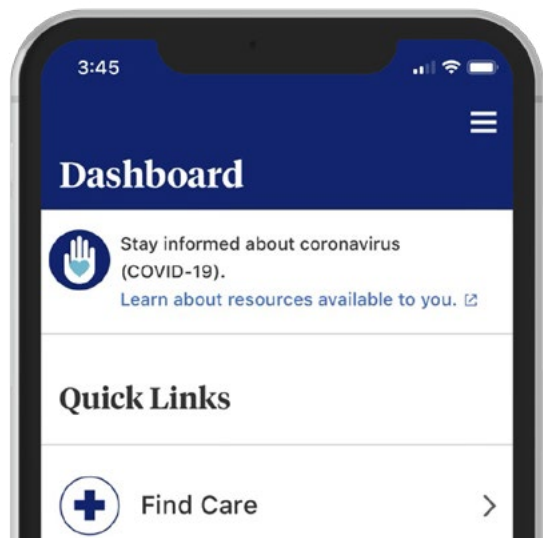 3:45
Dashboard
Stay informed about coronavirus
(COVID-19).
Learn about resources available to you.
Quick Links
Find Care